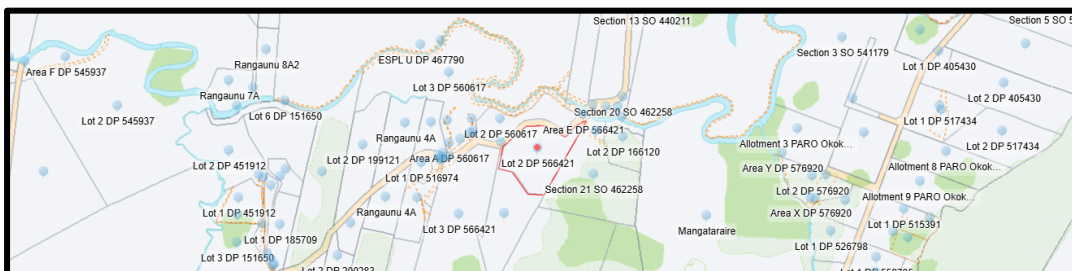 Section 13 SO 440211
Section 5 SO 5
Area F DP 545937
Rangaunu 8A2
ESPL U DP 467790
Section 3 SO 541179
Lot 1 DP 405430
Lot 3 DP 560617
Rangaunu 7A
Lot 2 DP 405430
Lot 2 DP 545937
Lot 6 DP 151650
Section 20 SO 462258
Lot 1 DP 517434
Rangaunu 4A
Lot 2 DP 560617
Area E DP 566421
Lot 2 DP 451912
Lot 2 DP 199121
Area A DP 560617
Lot 2 DP 566421
Lot 2 DP 166120
Allotment 3 PARO Okok...
Lot 2 DP 517434
Lot 1 DP 516974
Area Y DP 576920
Allotment 8 PARO Okok...
Section 21 SO 462258
Lot 2 DP 576920
Rangaunu 4A
Allotment 9 PARO Okok...
Lot 1 DP 451912
Area X DP 576920
Lot 3 DP 566421
Mangataraire
Lot 1 DP 515391
Lot 1 DP 185709
Lot 1 DP 526798
Lot 3 DP 151650